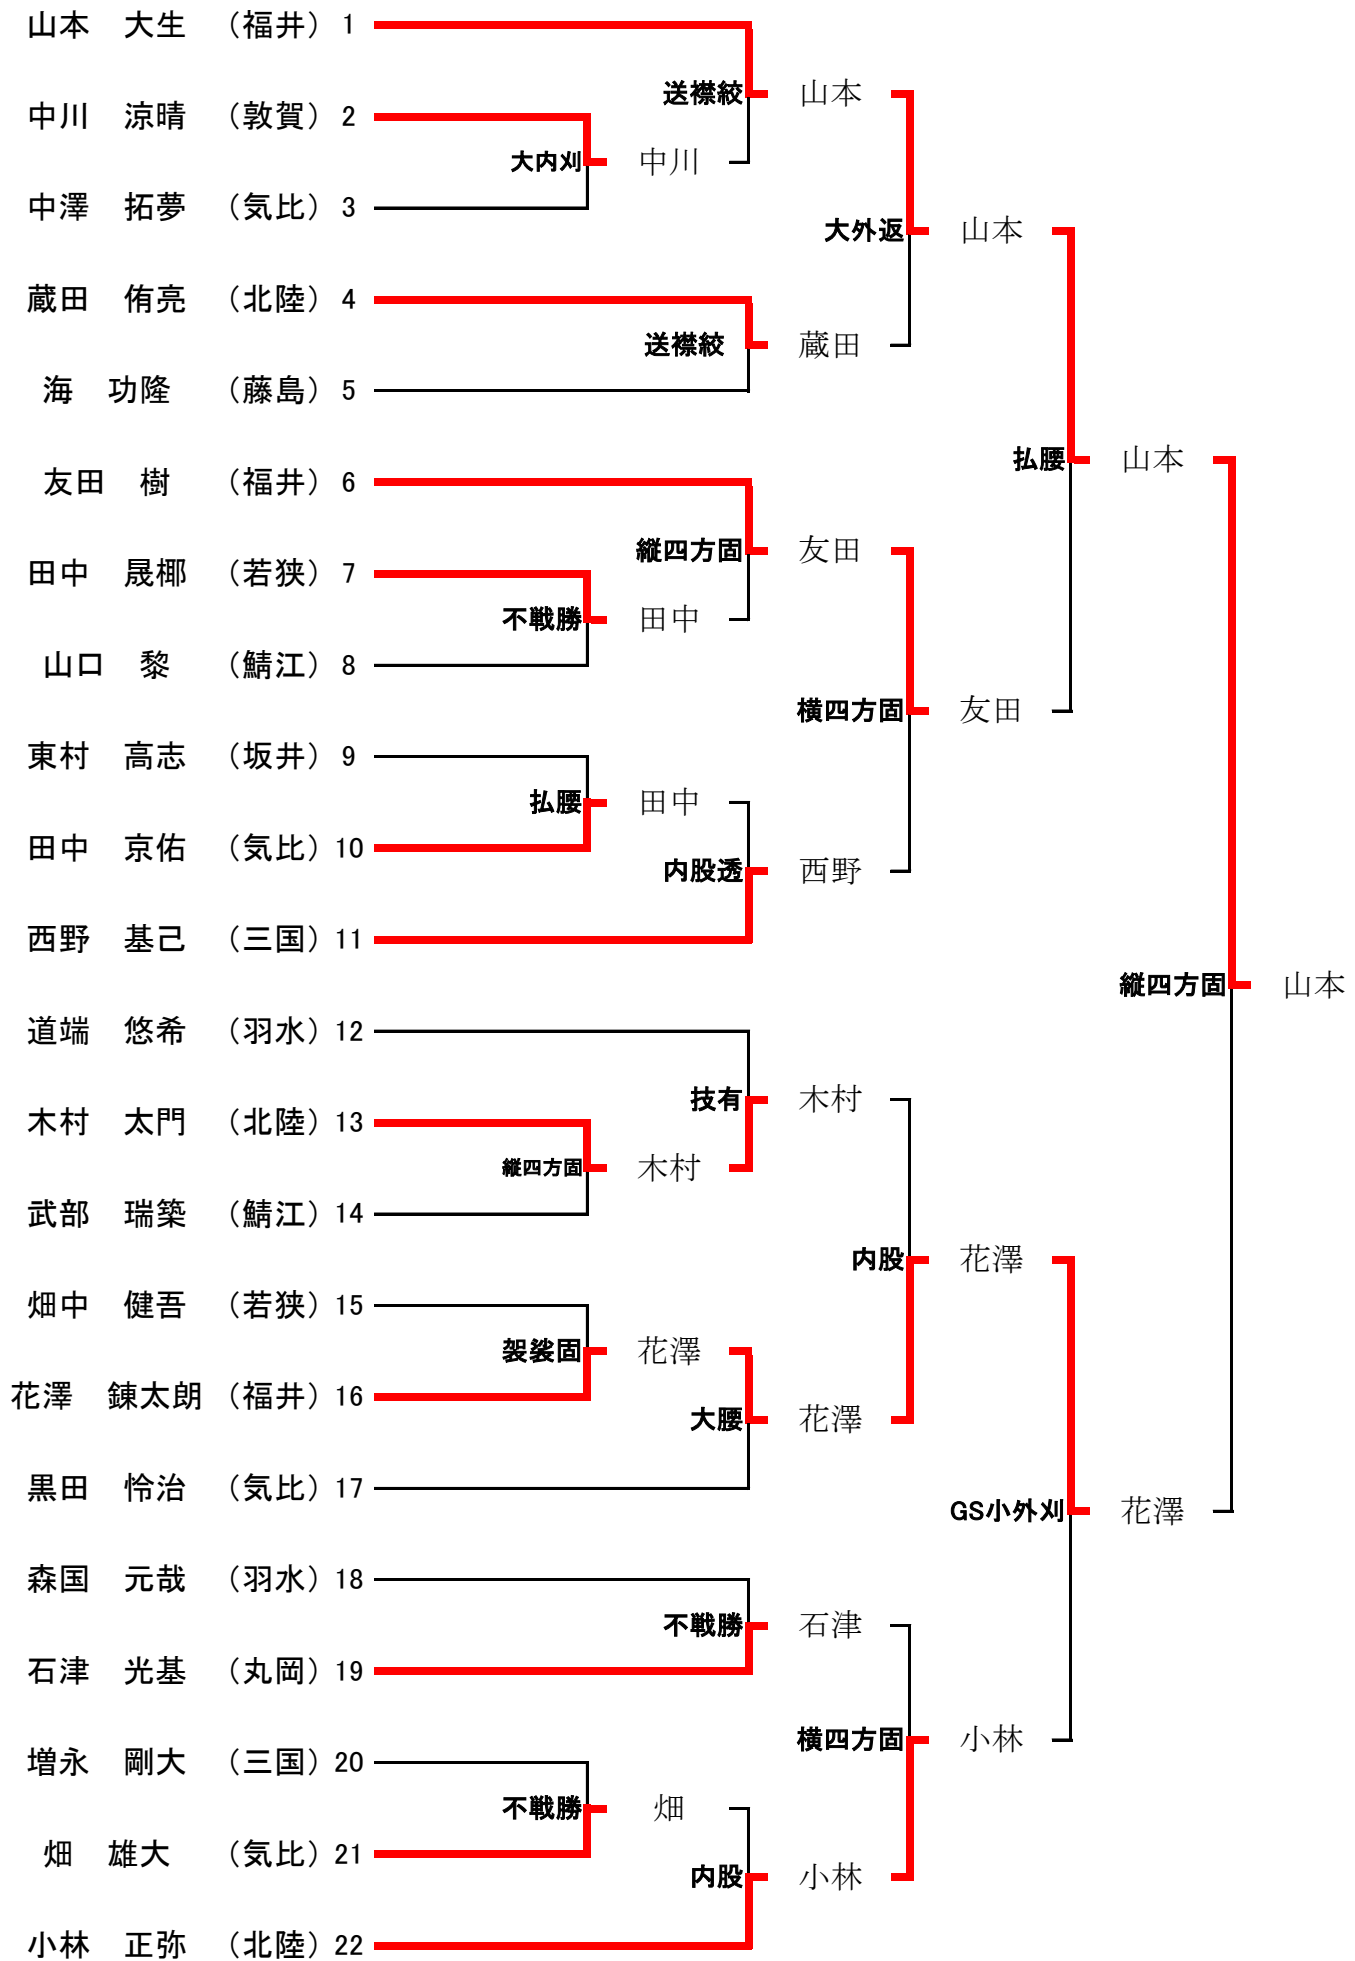 山本　大生　（福井）1
送襟絞　山本
中川　涼晴　（敦賀）2
大内刈　中川
中澤　拓夢　（気比）3
大外返　山本
蔵田　侑亮　（北陸）4
送襟絞　蔵田
海　功隆　（藤島）5
払腰　山本
友田　樹　（福井）6
縦四方固　友田
田中　晟椰　（若狭）7
不戦勝　田中
山口　黎　（鯖江）8
横四方固　友田
東村　高志　（坂井）9
払腰　田中
田中　京佑　（気比）10
内股透　西野
西野　基己　（三国）11
縦四方固　山本
道端　悠希　（羽水）12
技有　木村
木村　太門　（北陸）13
縦四方固　木村
武部　瑞築　（鯖江）14
内股　花澤
畑中　健吾　（若狭）15
袈裟固　花澤
花澤　錬太朗　（福井）16
大腰　花澤
黒田　怜治　（気比）17
GS小外刈　花澤
森国　元哉　（羽水）18
不戦勝　石津
石津　光基　（丸岡）19
横四方固　小林
増永　剛大　（三国）20
不戦勝　畑
畑　雄大　（気比）21
内股　小林
小林　正弥　（北陸）22